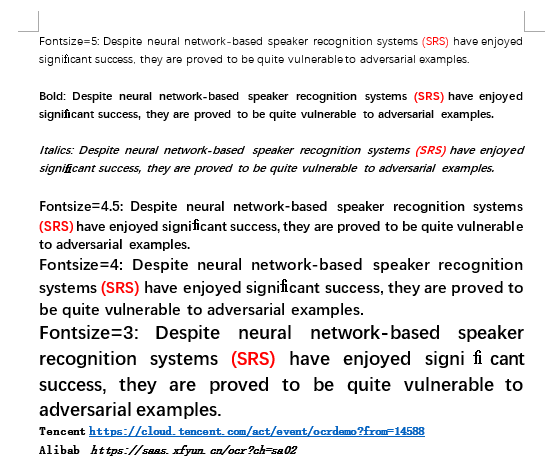 Fontsize=5: Despite neural network-based speaker recognition systems (SRS) have enjoyed
significant success, they are proved to be quite vulnerable to adversarial examples.
Bold: Despite neural network-based speaker recognition systems (SRS) have enjoyed
significant success, they are proved to be quite vulnerable to adversarial examples.
Italics: Despite neural network-based speaker recognition systems (SRS) have enjoyed
significant success, they are proved to be quite vulnerable to adversarial examples.
Fontsize=4.5: Despite neural network-based speaker recognition systems
(SRS) have enjoyed significant success, they are proved to be quite vulnerable
to adversarial examples.
Fontsize=4: Despite neural network-based speaker recognition
systems (SRS) have enjoyed significant success, they are proved to
be quite vulnerable to adversarial examples.
Fontsize=3: Despite neural network-based speaker
recognition systems (SRS) have enjoyed signi fi cant
success, they are proved to be quite vulnerable to
adversarial examples.
Tencent https://cloud.tencent.com/act/event/ocrdemo?from=14588
Alibab https://saas.xfyun.cn/ocr?ch=sa02